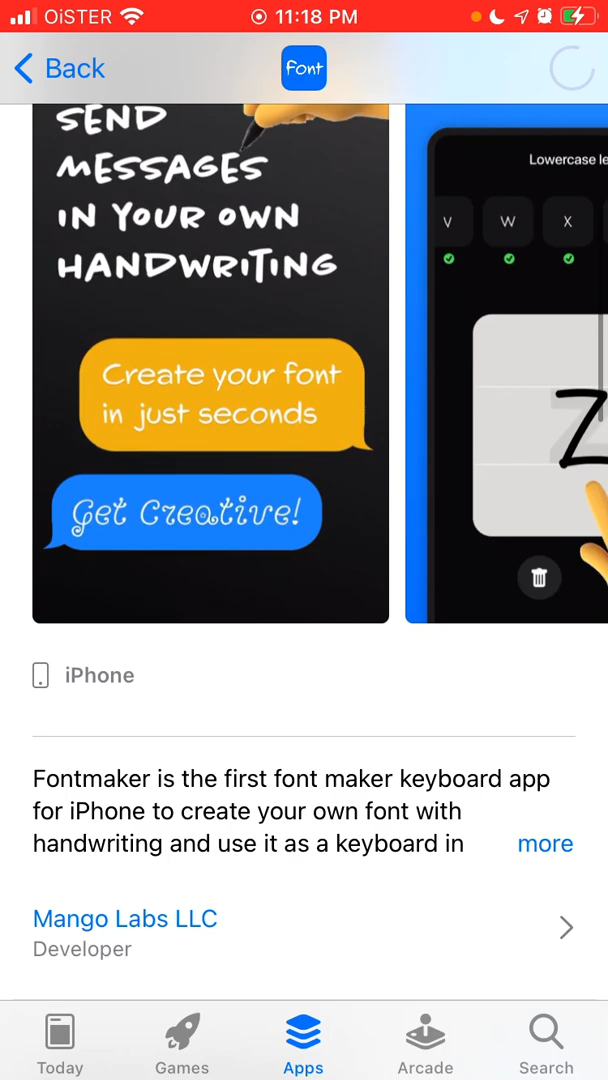 OiSTER 11:18 PM
Back
Font
SEND
MESSAGES
IN YOUR OWN
HANDWRITING
Create your font
in just seconds
Get Creative!
Lowercase le
V W X
Z
iPhone
Fontmaker is the first font maker keyboard app
for iPhone to create your own font with
handwriting and use it as a keyboard in more
Mango Labs LLC
Developer
Today Games Apps Arcade Search